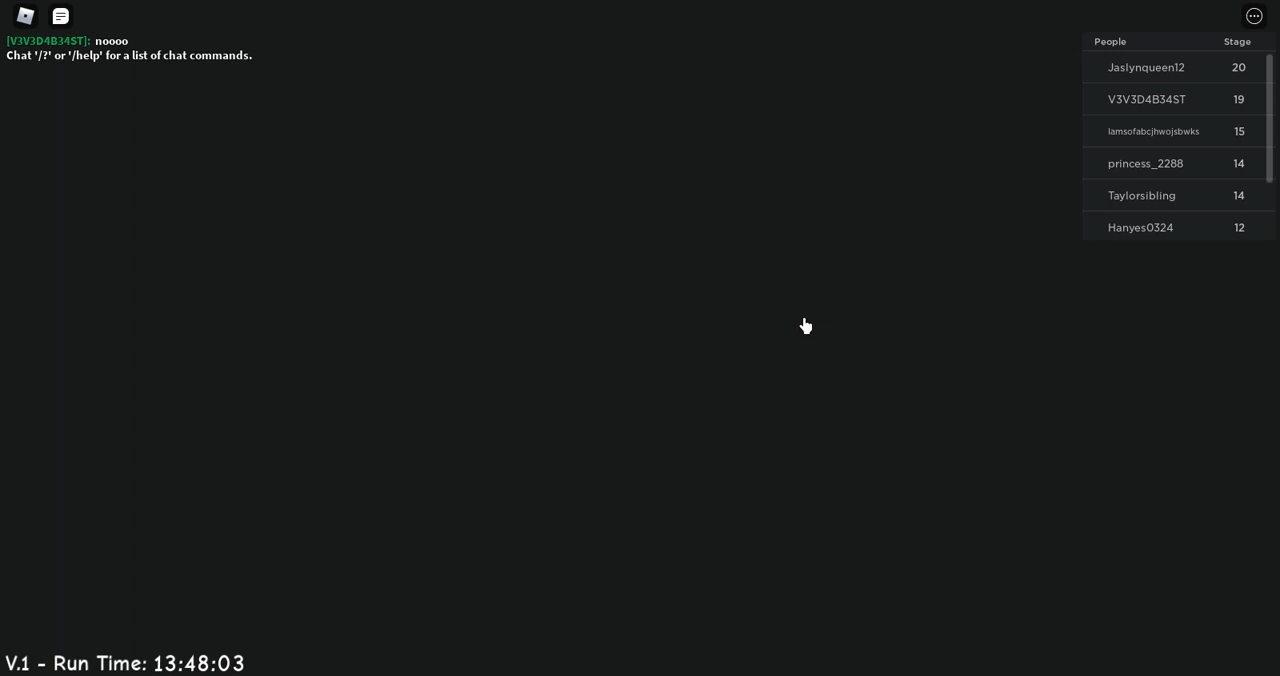 [V3V3D4B34ST]: noooo
Chat '/?' or '/help' for a list of chat commands.
People Stage
Jaslynqueen12 20
V3V3D4B34ST 19
lamsofabcjhwojsbwks 15
princess_2288 14
Taylorsibling 14
Hanyes0324 12
V.1 - Run Time: 13:48:03